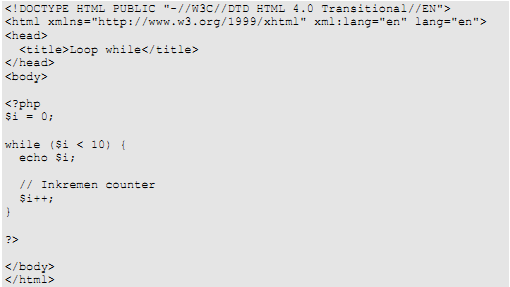 <!DOCTYPE HTML PUBLIC "-//W3C//DTD HTML 4.0 Transitional//EN">
<html xmlns="http://www.w3.org/1999/xhtml" xml:lang="en" lang="en">
<head>
  <title>Loop while</title>
</head>
<body>

<?php
$i = 0;

while ($i < 10) {
  echo $i;

  // Inkremen counter
  $i++;
}

?>

</body>
</html>